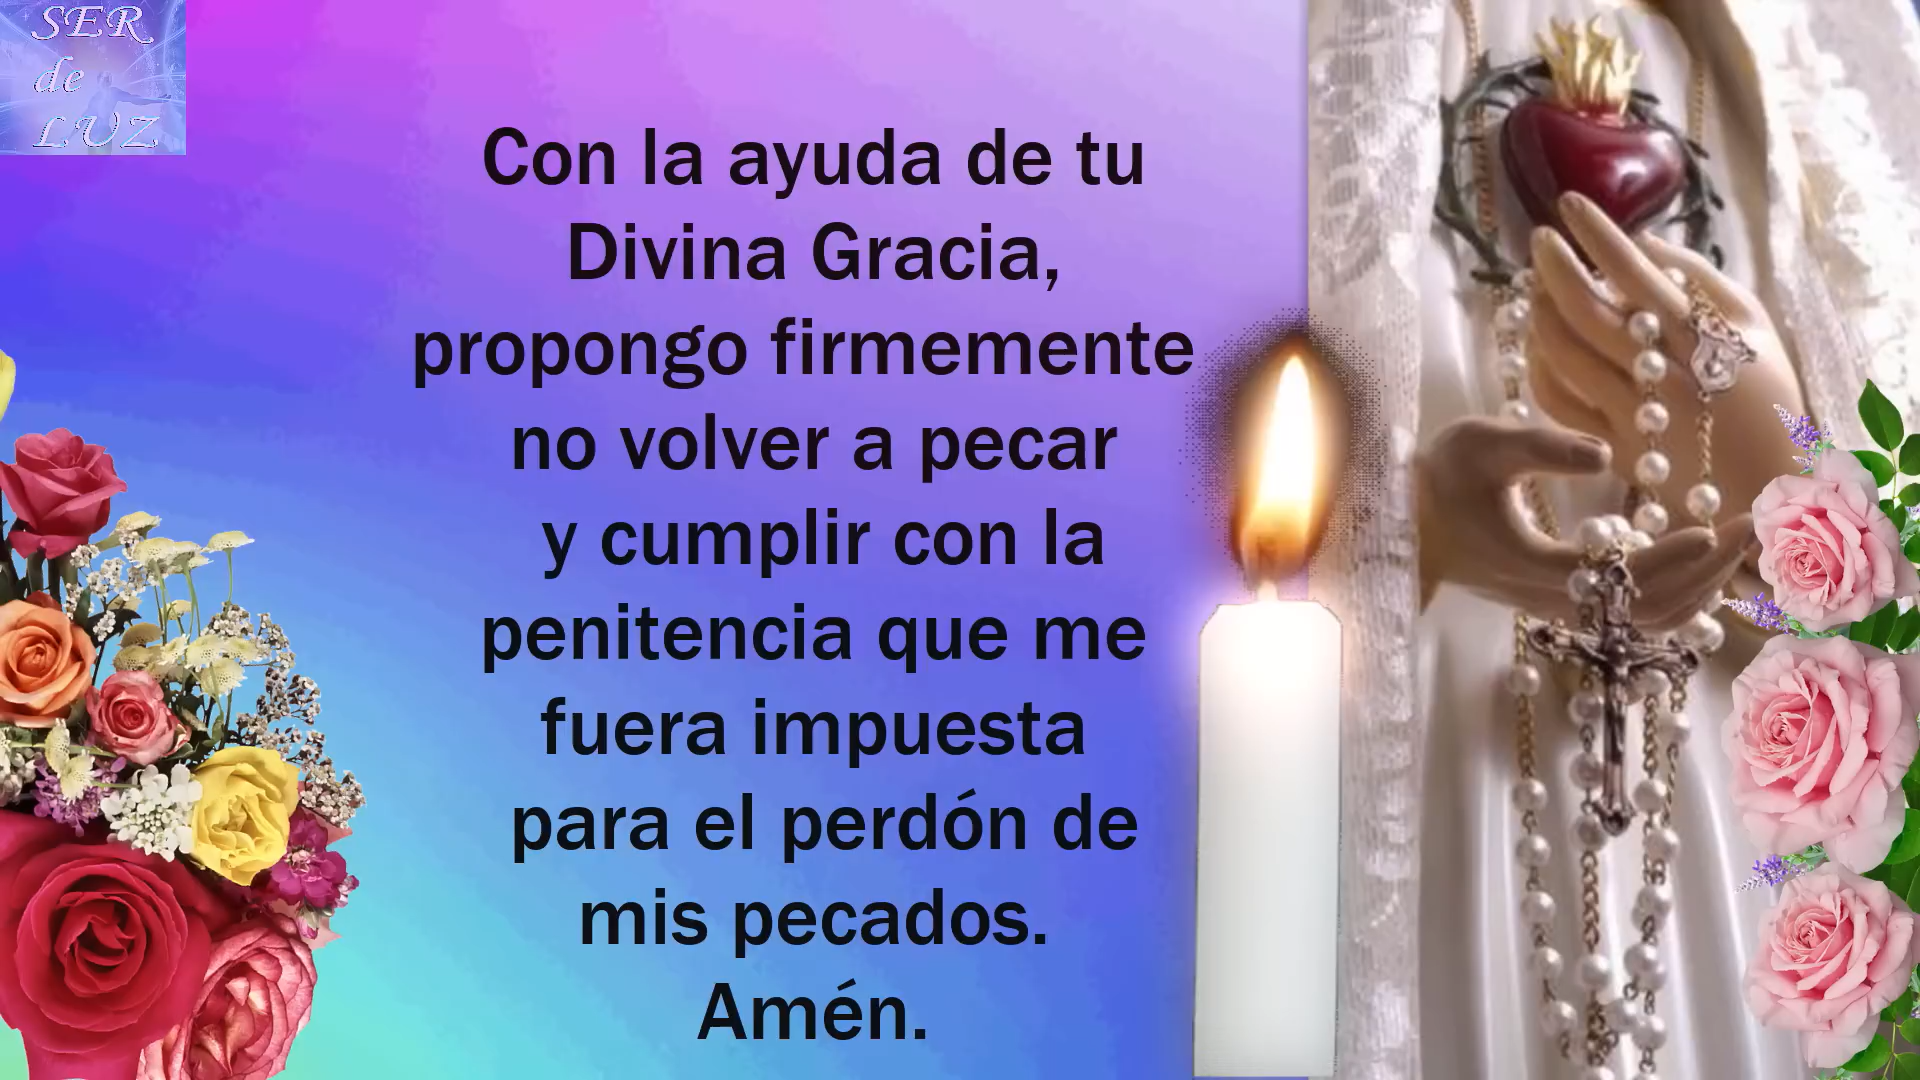 SER
de
LUZ
Con la ayuda de tu
Divina Gracia,
propongo firmemente
no volver a pecar
y cumplir con la
penitencia que me
fuera impuesta
para el perdón de
mis pecados.
Amén.